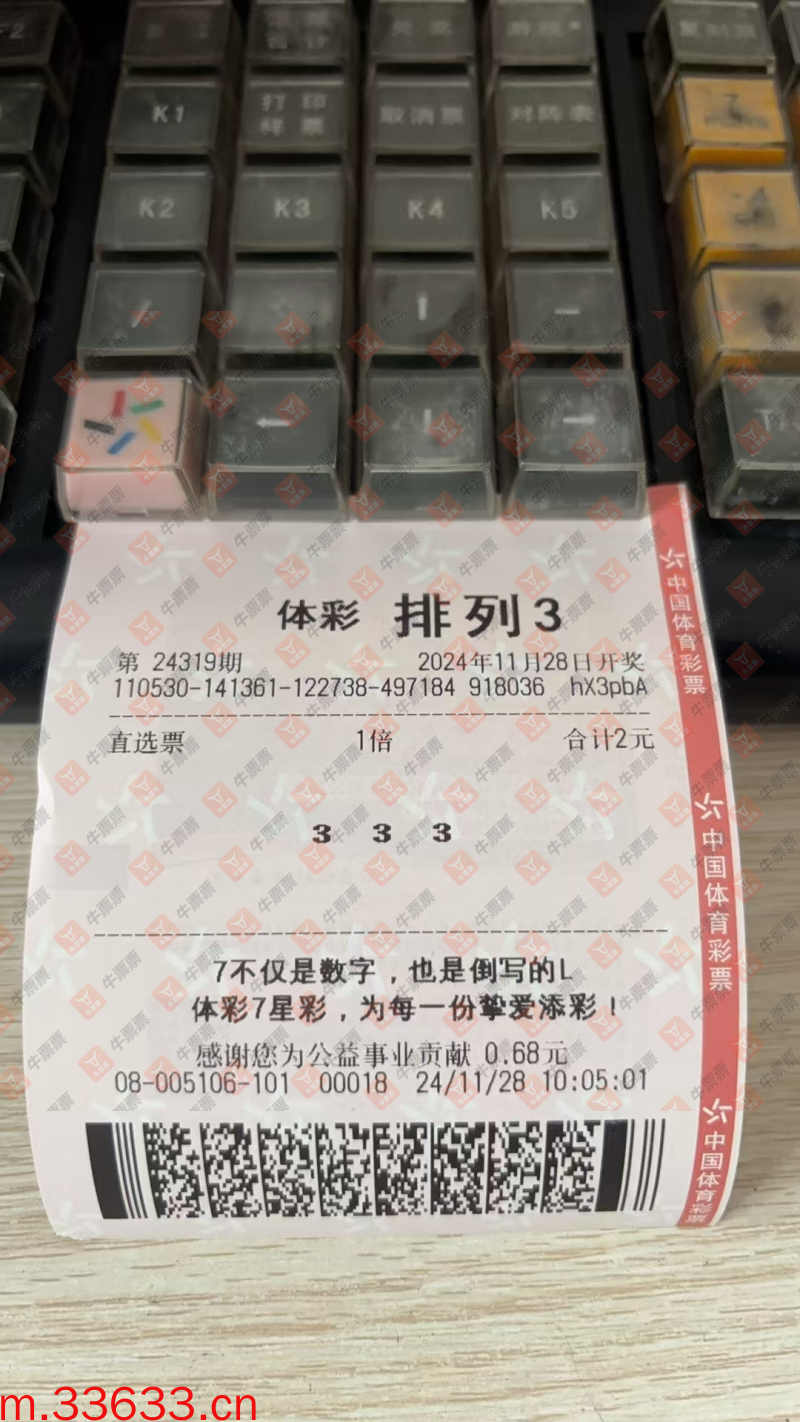 K1
打印
样票
取消票
对阵表
K2
K3
K4
K5
体彩 排列3
第 24319期 2024年11月28日开奖
110530-141361-122738-497184 918036 hX3pbA
直选票 1倍 合计2元
3 3 3
7不仅是数字，也是倒写的L
体彩7星彩，为每一份挚爱添彩！
感谢您为公益事业贡献 0.68元
08-005106-101 00018 24/11/28 10:05:01
中国体育彩票
中国体育彩票
中国体育彩票
牛票票
m.33633.cn